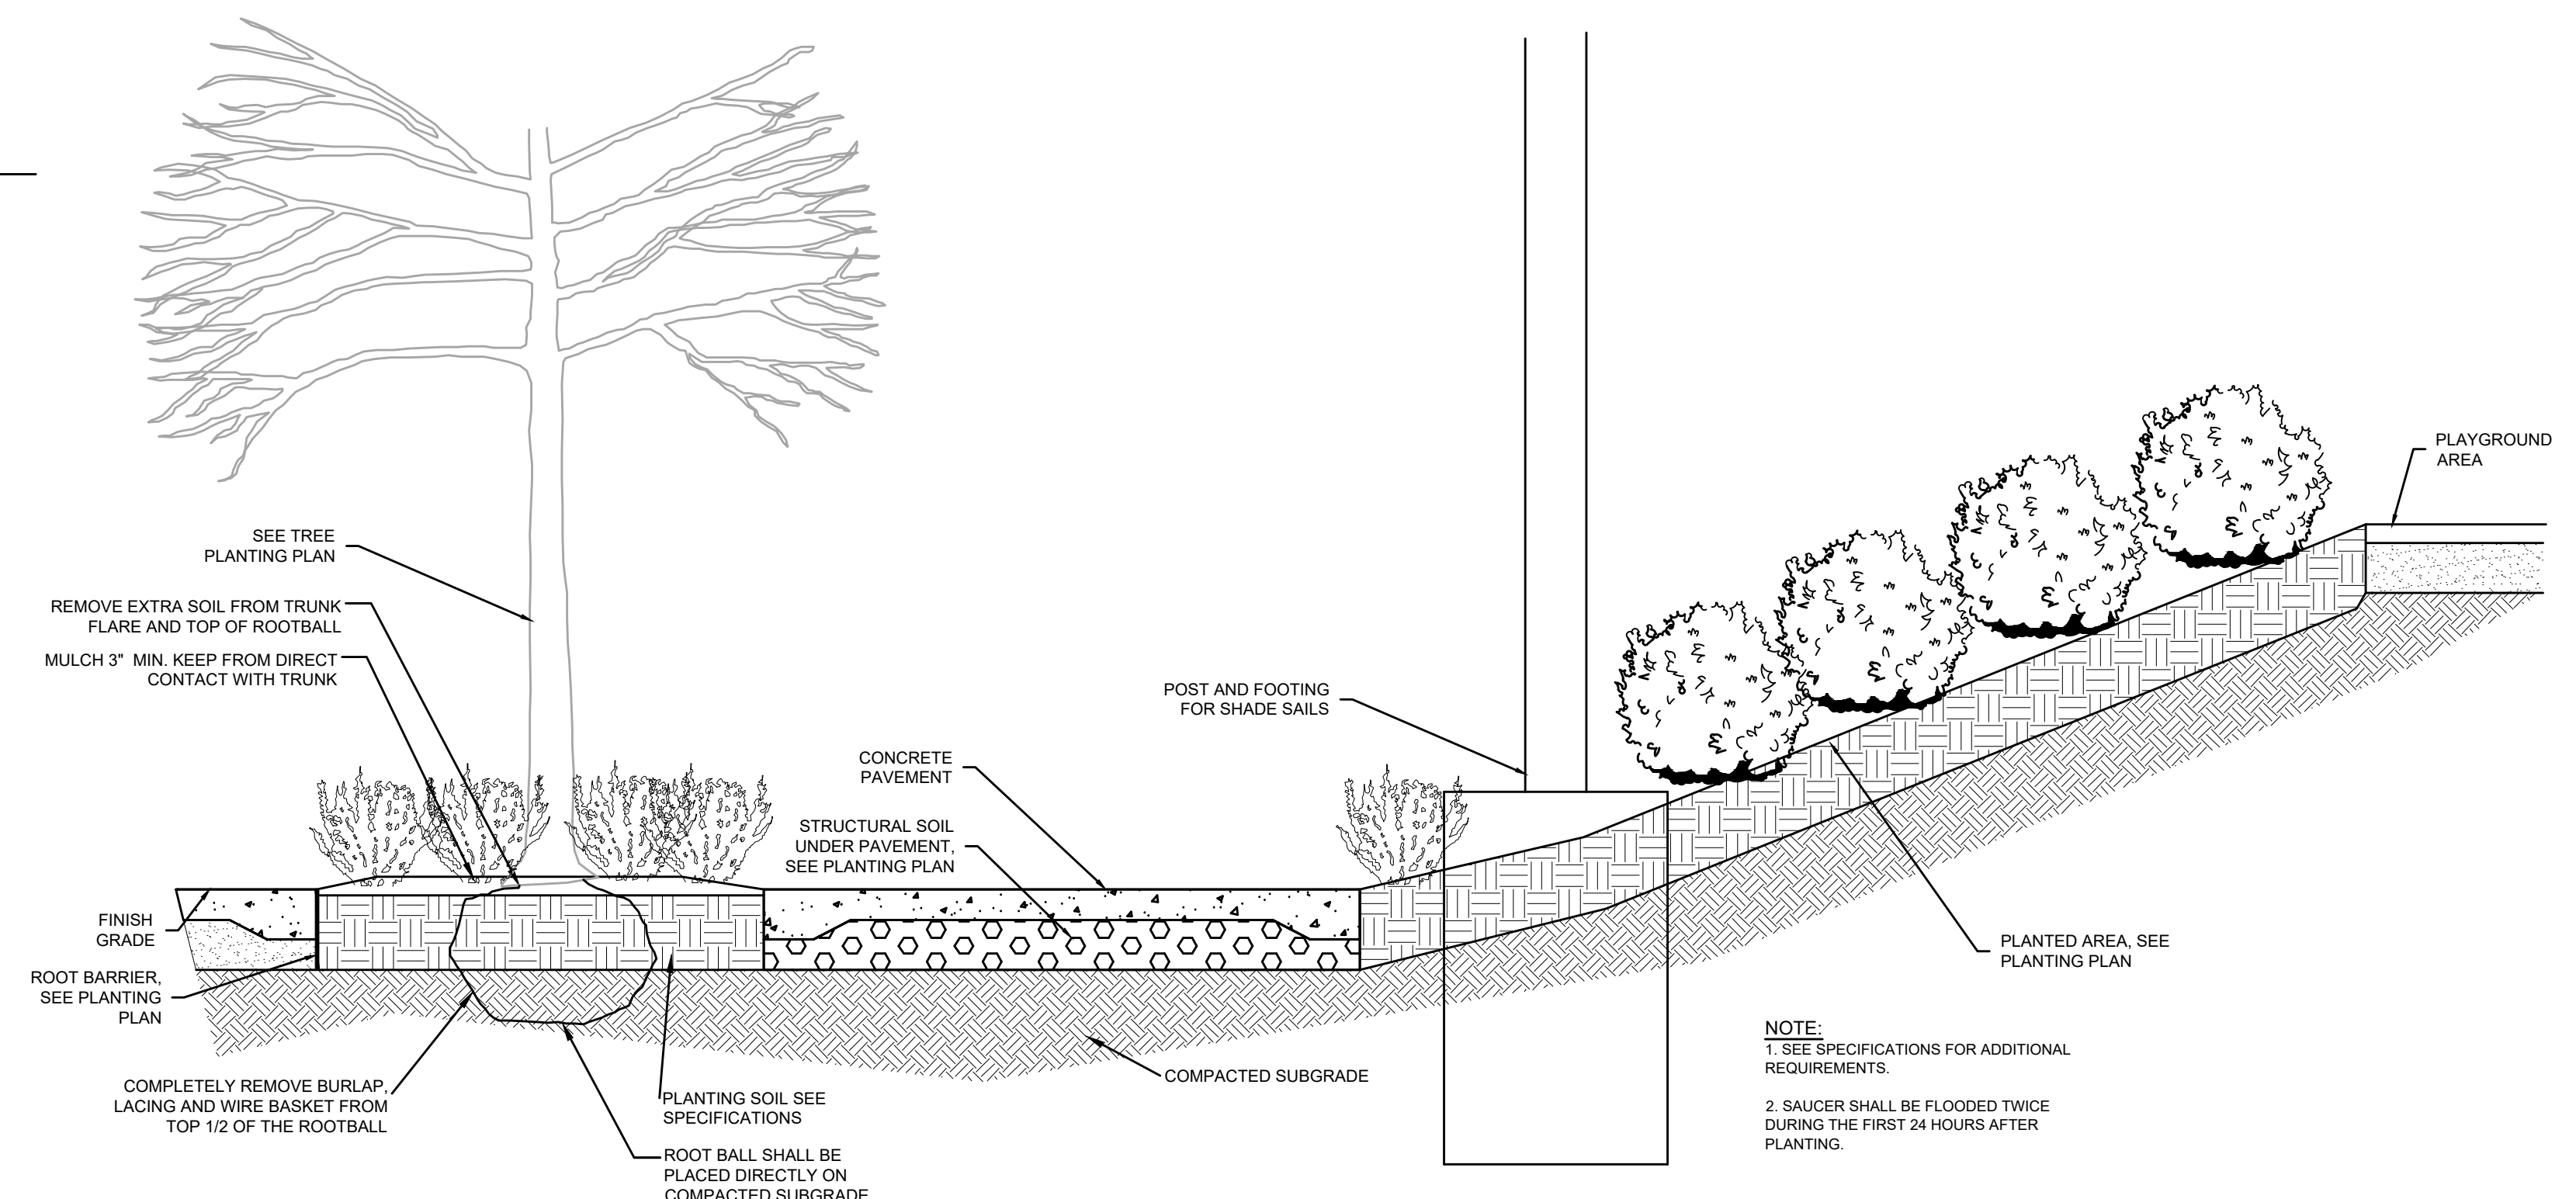 SEE TREE
PLANTING PLAN
REMOVE EXTRA SOIL FROM TRUNK
FLARE AND TOP OF ROOTBALL
MULCH 3" MIN. KEEP FROM DIRECT
CONTACT WITH TRUNK
FINISH
GRADE
ROOT BARRIER,
SEE PLANTING
PLAN
COMPLETELY REMOVE BURLAP,
LACING AND WIRE BASKET FROM
TOP 1/2 OF THE ROOTBALL
PLANTING SOIL SEE
SPECIFICATIONS
ROOT BALL SHALL BE
PLACED DIRECTLY ON
COMPACTED SUBGRADE
CONCRETE
PAVEMENT
STRUCTURAL SOIL
UNDER PAVEMENT,
SEE PLANTING PLAN
COMPACTED SUBGRADE
POST AND FOOTING
FOR SHADE SAILS
PLAYGROUND
AREA
PLANTED AREA, SEE
PLANTING PLAN
NOTE:
1. SEE SPECIFICATIONS FOR ADDITIONAL
REQUIREMENTS.
2. SAUCER SHALL BE FLOODED TWICE
DURING THE FIRST 24 HOURS AFTER
PLANTING.